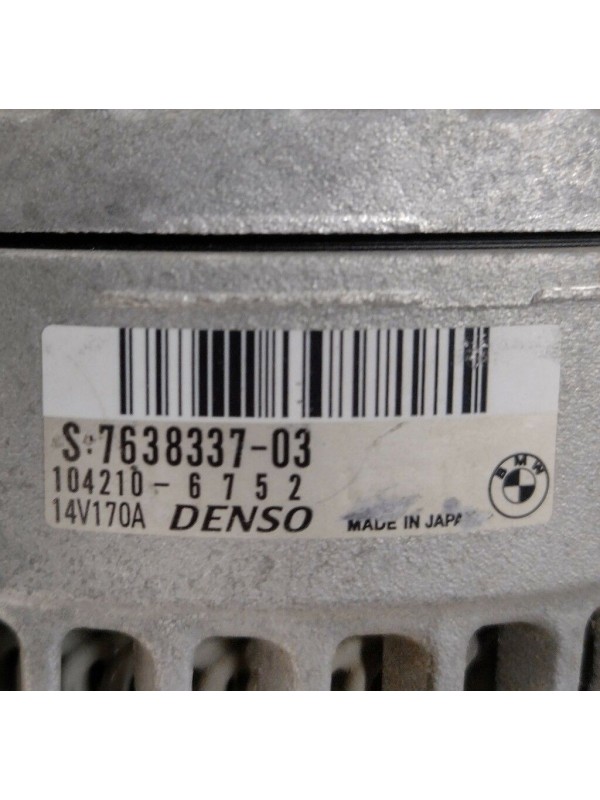 S:7638337-03
104210-6752
14V170A DENSO MADE IN JAPA
BMW